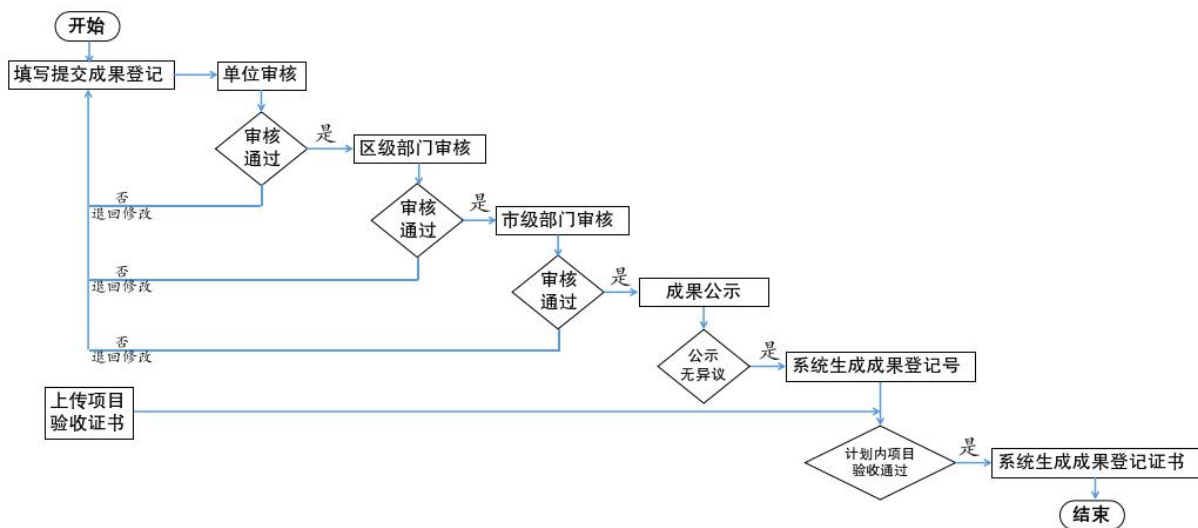 开始
填写提交成果登记
单位审核
审核
通过
是
区级部门审核
否
退回修改
审核
通过
是
市级部门审核
否
退回修改
审核
通过
是
成果公示
否
退回修改
公示
无异议
是
系统生成成果登记号
上传项目
验收证书
计划内项目
验收通过
是
系统生成成果登记证书
结束